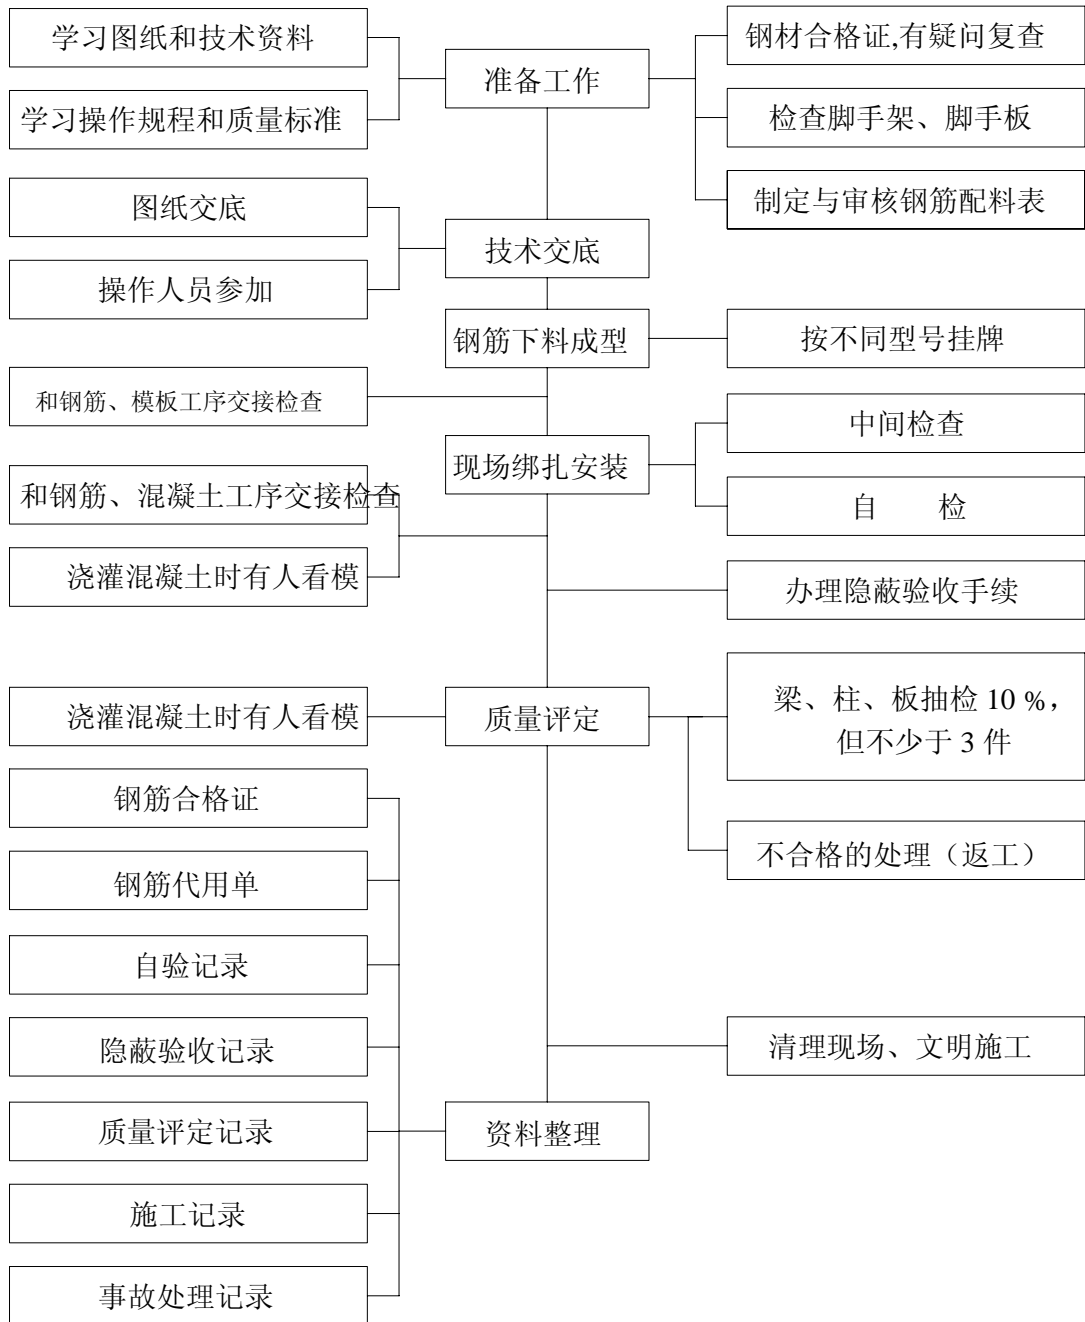 学习图纸和技术资料
钢材合格证,有疑问复查
准备工作
学习操作规程和质量标准
检查脚手架、脚手板
图纸交底
制定与审核钢筋配料表
技术交底
操作人员参加
钢筋下料成型
按不同型号挂牌
和钢筋、模板工序交接检查
中间检查
现场绑扎安装
和钢筋、混凝土工序交接检查
自 检
浇灌混凝土时有人看模
办理隐蔽验收手续
梁、柱、板抽检 10 %，
但不少于 3 件
浇灌混凝土时有人看模
质量评定
钢筋合格证
不合格的处理（返工）
钢筋代用单
自验记录
隐蔽验收记录
清理现场、文明施工
质量评定记录
资料整理
施工记录
事故处理记录